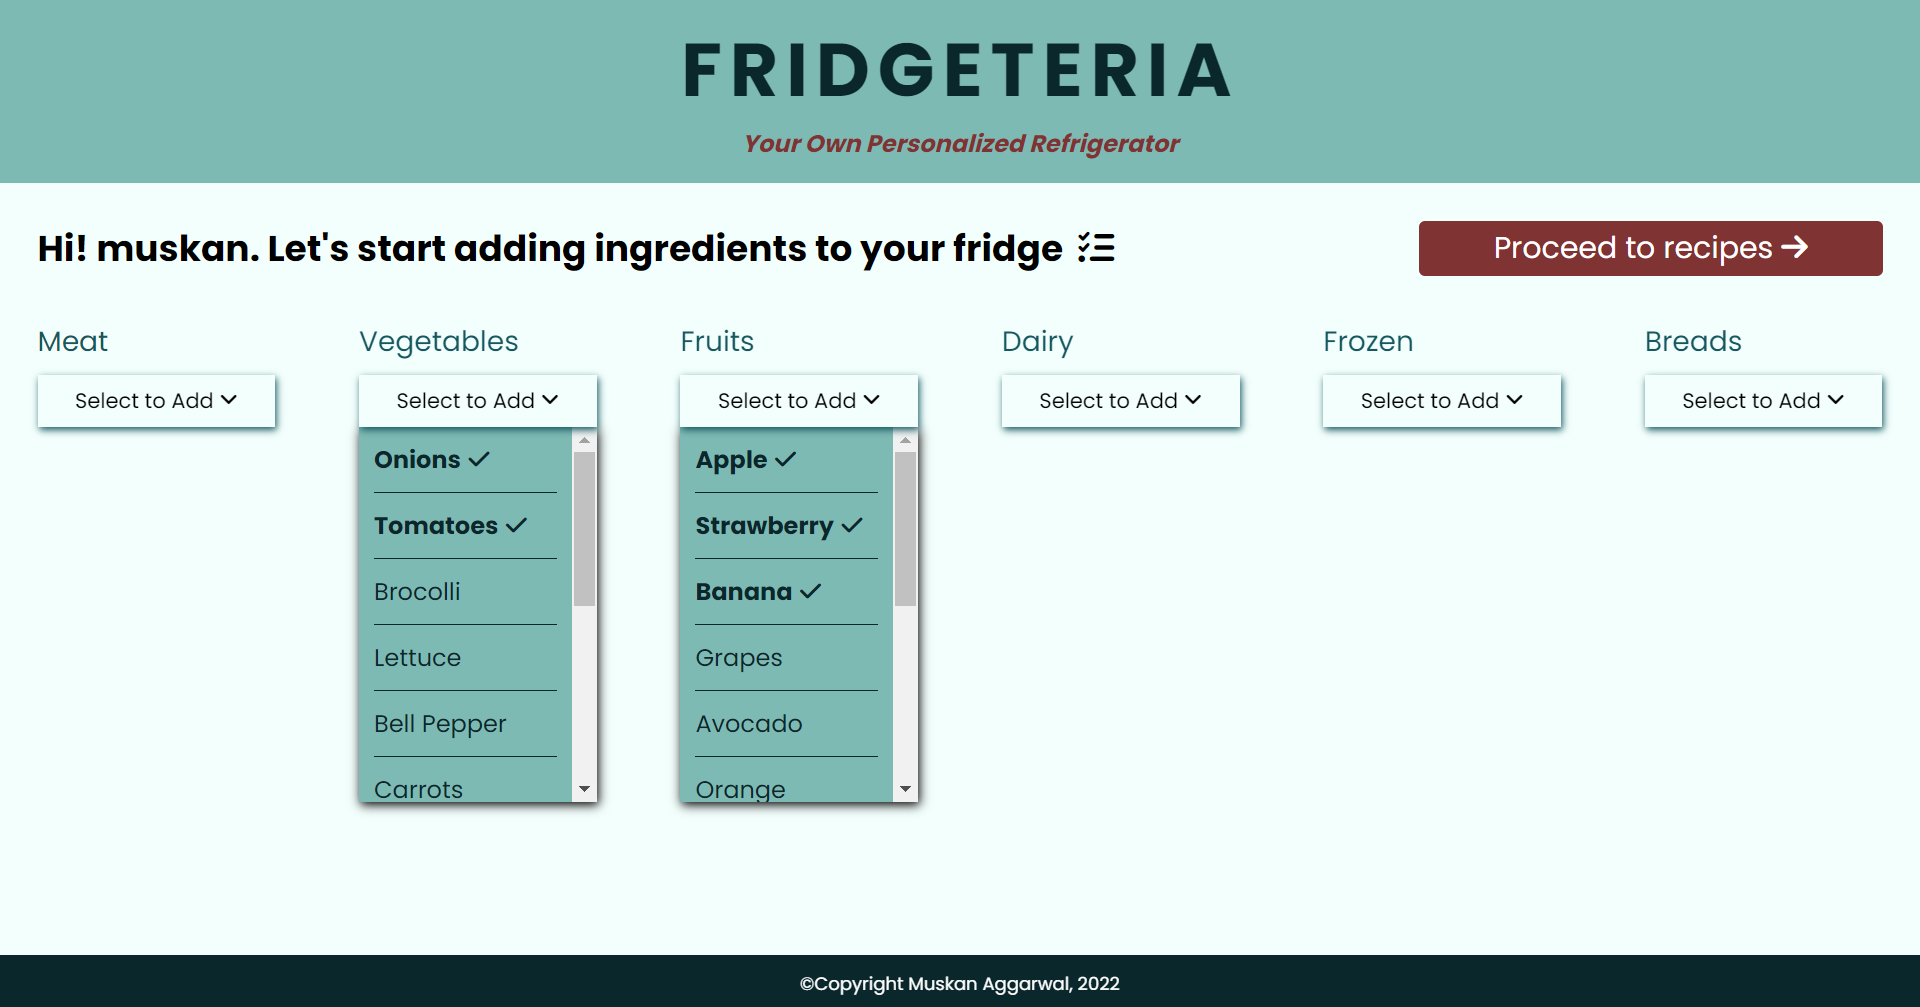 FRIDGETERIA
Your Own Personalized Refrigerator
Hi! muskan. Let's start adding ingredients to your fridge
Proceed to recipes
Meat
Select to Add
Vegetables
Select to Add
Onions
Tomatoes
Brocolli
Lettuce
Bell Pepper
Carrots
Fruits
Select to Add
Apple
Strawberry
Banana
Grapes
Avocado
Orange
Dairy
Select to Add
Frozen
Select to Add
Breads
Select to Add
©Copyright Muskan Aggarwal, 2022